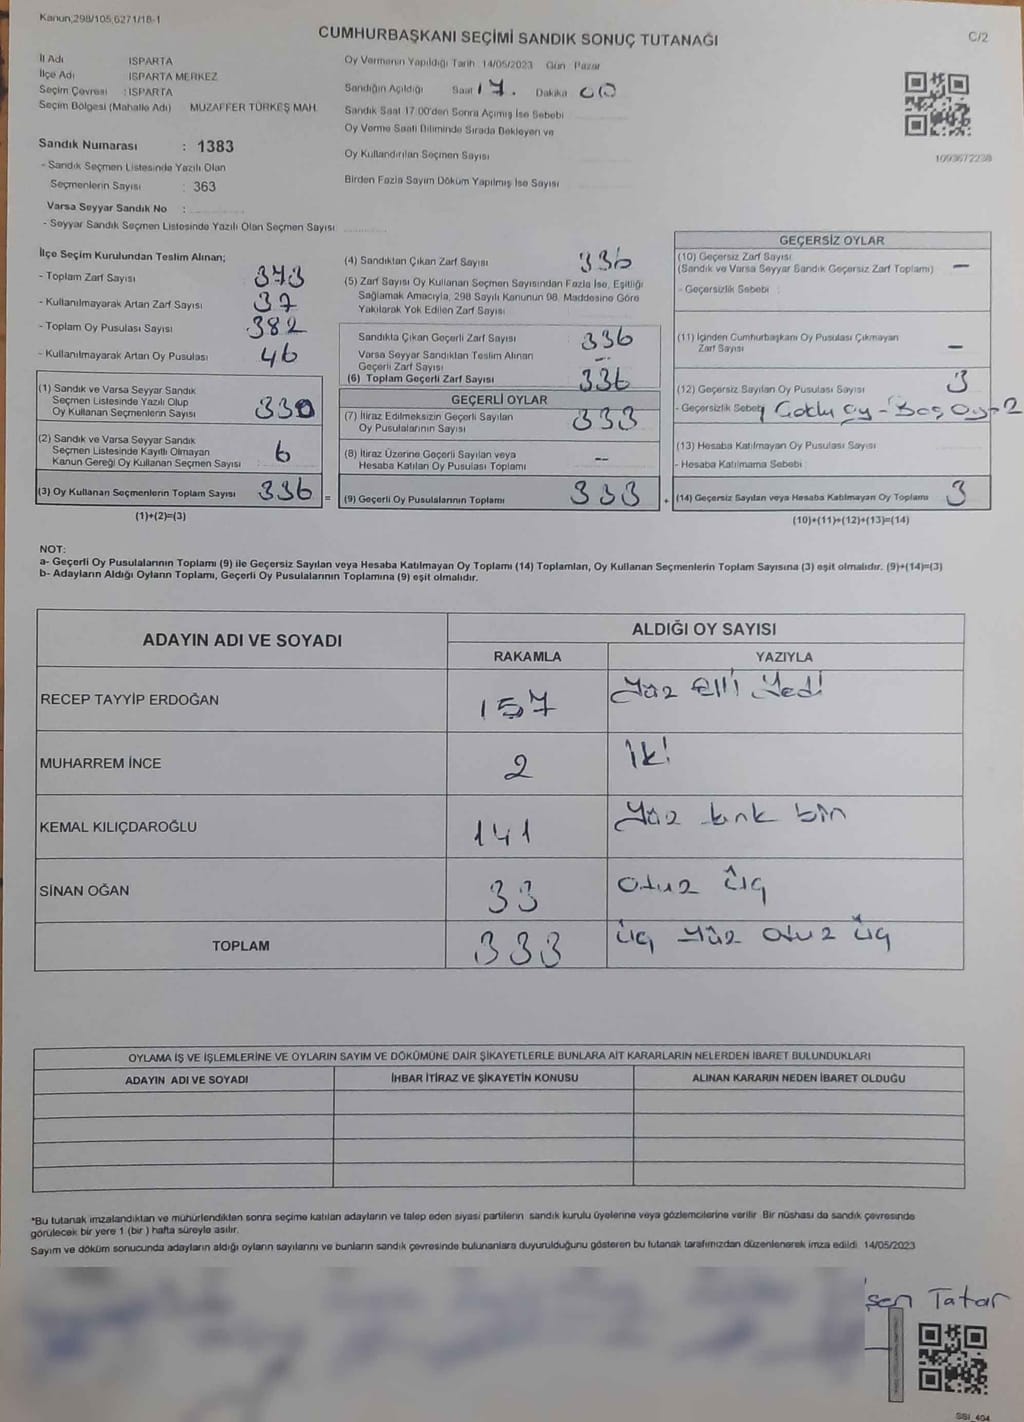 Kanun;298/105;6271/18-1
CUMHURBAŞKANI SEÇİMİ SANDIK SONUÇ TUTANAĞI
C/2
İl Adı ISPARTA
İlçe Adı ISPARTA MERKEZ
Seçim Çevresi : ISPARTA
Seçim Bölgesi (Mahalle Adı) MUZAFFER TÜRKEŞ MAH.
Sandık Numarası : 1383
- Sandık Seçmen Listesinde Yazılı Olan
Seçmenlerin Sayısı : 363
Varsa Seyyar Sandık No :
- Seyyar Sandık Seçmen Listesinde Yazılı Olan Seçmen Sayısı
Oy Vermenin Yapıldığı Tarih 14/05/2023 Gün : Pazar
Sandığın Açıldığı Saat 17. Dakika 00
Sandık Saat 17.00'den Sonra Açımış İse Sebebi
Oy Verme Saati Bitiminde Sırada Bekleyen ve
Oy Kullandırılan Seçmen Sayısı
Birden Fazla Sayım Döküm Yapılmış İse Sayısı
1093672238
İlçe Seçim Kurulundan Teslim Alınan;
- Toplam Zarf Sayısı 373
- Kullanılmayarak Artan Zarf Sayısı 37
- Toplam Oy Pusulası Sayısı 382
- Kullanılmayarak Artan Oy Pusulası 46
(1) Sandık ve Varsa Seyyar Sandık
Seçmen Listesinde Yazılı Olup
Oy Kullanan Seçmenlerin Sayısı 330
(2) Sandık ve Varsa Seyyar Sandık
Seçmen Listesinde Kayıtlı Olmayan
Kanun Gereği Oy Kullanan Seçmen Sayısı 6
(3) Oy Kullanan Seçmenlerin Toplam Sayısı 336 =
(1)+(2)=(3)
(4) Sandıktan Çıkan Zarf Sayısı 336
(5) Zarf Sayısı Oy Kullanan Seçmen Sayısından Fazla İse, Eşitliği
Sağlamak Amacıyla, 298 Sayılı Kanunun 98. Maddesine Göre
Yakılarak Yok Edilen Zarf Sayısı
Sandıkta Çıkan Geçerli Zarf Sayısı 336
Varsa Seyyar Sandıktan Teslim Alınan
Geçerli Zarf Sayısı --
(6) Toplam Geçerli Zarf Sayısı 336
GEÇERLİ OYLAR
(7) İtiraz Edilmeksizin Geçerli Sayılan
Oy Pusulalarının Sayısı 333
(8) İtiraz Üzerine Geçerli Sayılan veya
Hesaba Katılan Oy Pusulası Toplamı --
(9) Geçerli Oy Pusulalarının Toplamı 333 +
GEÇERSİZ OYLAR
(10) Geçersiz Zarf Sayısı
(Sandık ve Varsa Seyyar Sandık Geçersiz Zarf Toplamı) —
- Geçersizlik Sebebi :
(11) İçinden Cumhurbaşkanı Oy Pusulası Çıkmayan
Zarf Sayısı —
(12) Geçersiz Sayılan Oy Pusulası Sayısı 3
- Geçersizlik Sebebi Çoklu oy - Boş Oy 2
(13) Hesaba Katılmayan Oy Pusulası Sayısı
- Hesaba Katılmama Sebebi :
(14) Geçersiz Sayılan veya Hesaba Katılmayan Oy Toplamı 3
(10)+(11)+(12)+(13)=(14)
NOT:
a- Geçerli Oy Pusulalarının Toplamı (9) ile Geçersiz Sayılan veya Hesaba Katılmayan Oy Toplamı (14) Toplamları, Oy Kullanan Seçmenlerin Toplam Sayısına (3) eşit olmalıdır. (9)+(14)=(3)
b- Adayların Aldığı Oyların Toplamı, Geçerli Oy Pusulalarının Toplamına (9) eşit olmalıdır.
ADAYIN ADI VE SOYADI
ALDIĞI OY SAYISI
RAKAMLA YAZIYLA
RECEP TAYYİP ERDOĞAN 157 Yüz Elli Yedi
MUHARREM İNCE 2 İki
KEMAL KILIÇDAROĞLU 141 Yüz kırk bir
SİNAN OĞAN 33 otuz üç
TOPLAM 333 üç yüz otuz üç
OYLAMA İŞ VE İŞLEMLERİNE VE OYLARIN SAYIM VE DÖKÜMÜNE DAİR ŞİKAYETLERLE BUNLARA AİT KARARLARIN NELERDEN İBARET BULUNDUKLARI
ADAYIN ADI VE SOYADI İHBAR İTİRAZ VE ŞİKAYETİN KONUSU ALINAN KARARIN NEDEN İBARET OLDUĞU
*Bu tutanak imzalandıktan ve mühürlendikten sonra seçime katılan adayların ve talep eden siyasi partilerin sandık kurulu üyelerine veya gözlemcilerine verilir. Bir nüshası da sandık çevresinde
görülecek bir yere 1 (bir) hafta süreyle asılır.
Sayım ve döküm sonucunda adayların aldığı oyların sayılarını ve bunların sandık çevresinde bulunanlara duyurulduğunu gösteren bu tutanak tarafımızdan düzenlenerek imza edildi. 14/05/2023
şen Tatar
SBI_404